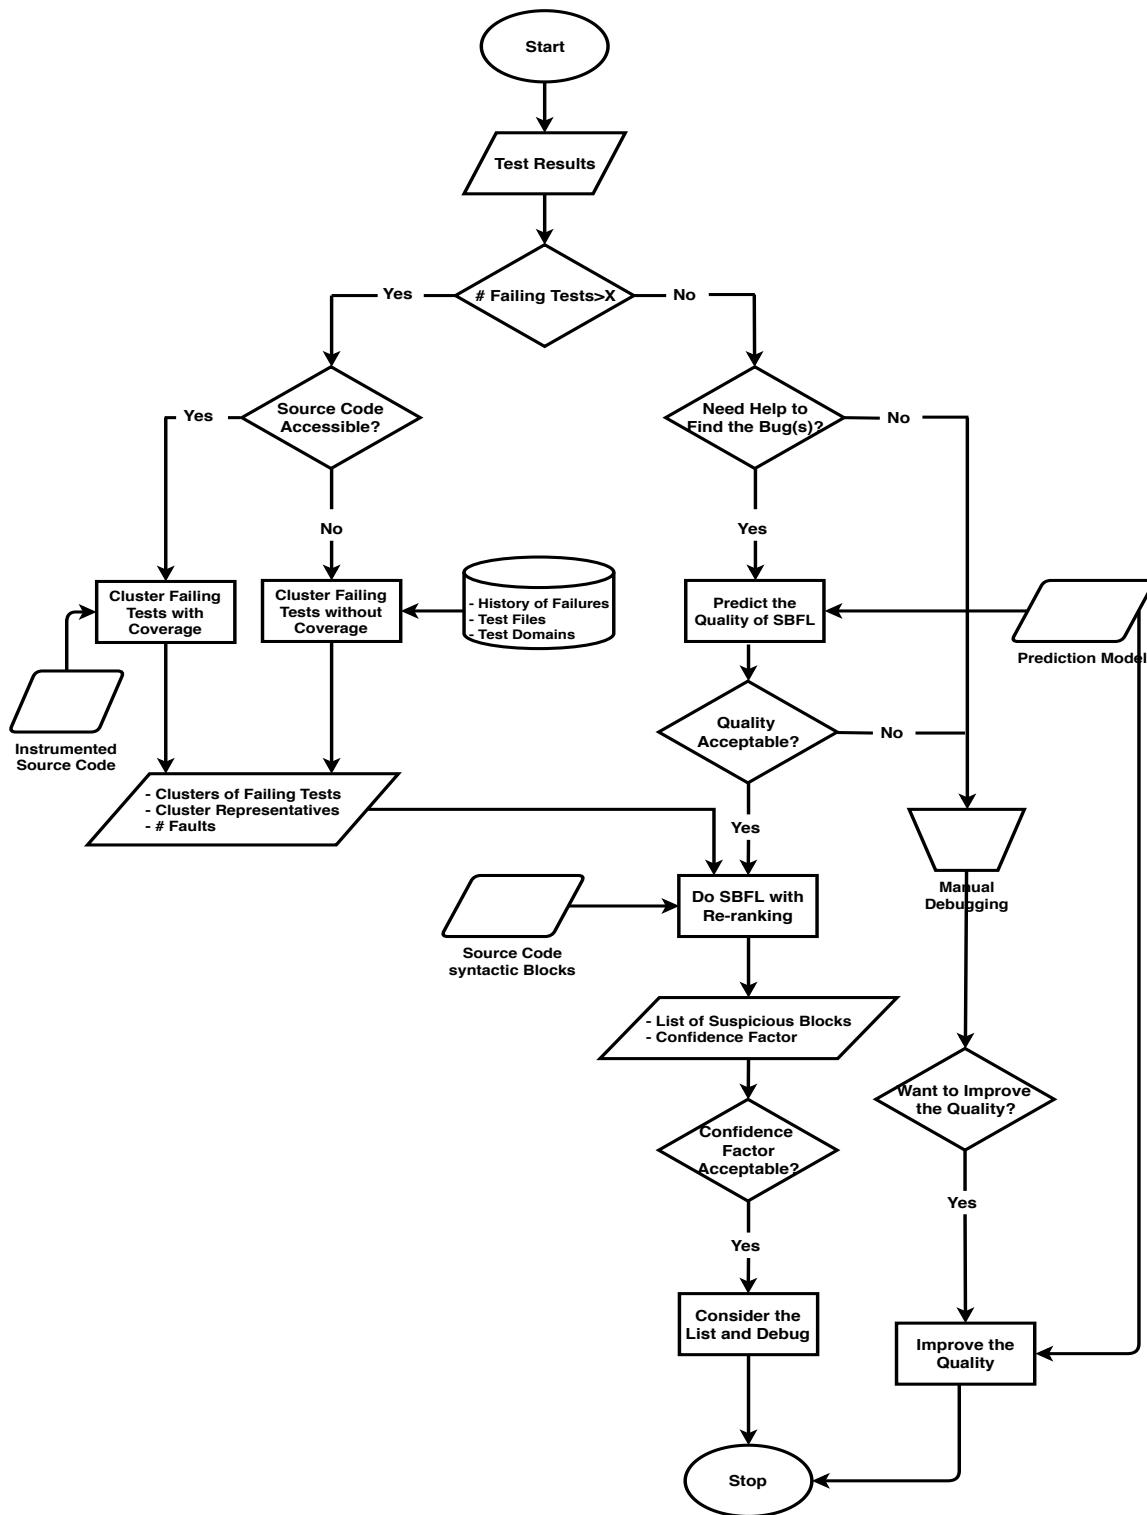 Start
Test Results
# Failing Tests>X
Yes
No
Source Code
Accessible?
Need Help to
Find the Bug(s)?
Yes
No
No
Yes
Cluster Failing
Tests with
Coverage
Cluster Failing
Tests without
Coverage
- History of Failures
- Test Files
- Test Domains
Predict the
Quality of SBFL
Prediction Model
Instrumented
Source Code
Quality
Acceptable?
No
- Clusters of Failing Tests
- Cluster Representatives
- # Faults
Yes
Manual
Debugging
Do SBFL with
Re-ranking
Source Code
syntactic Blocks
- List of Suspicious Blocks
- Confidence Factor
Want to Improve
the Quality?
Confidence
Factor
Acceptable?
Yes
Yes
Consider the
List and Debug
Improve the
Quality
Stop